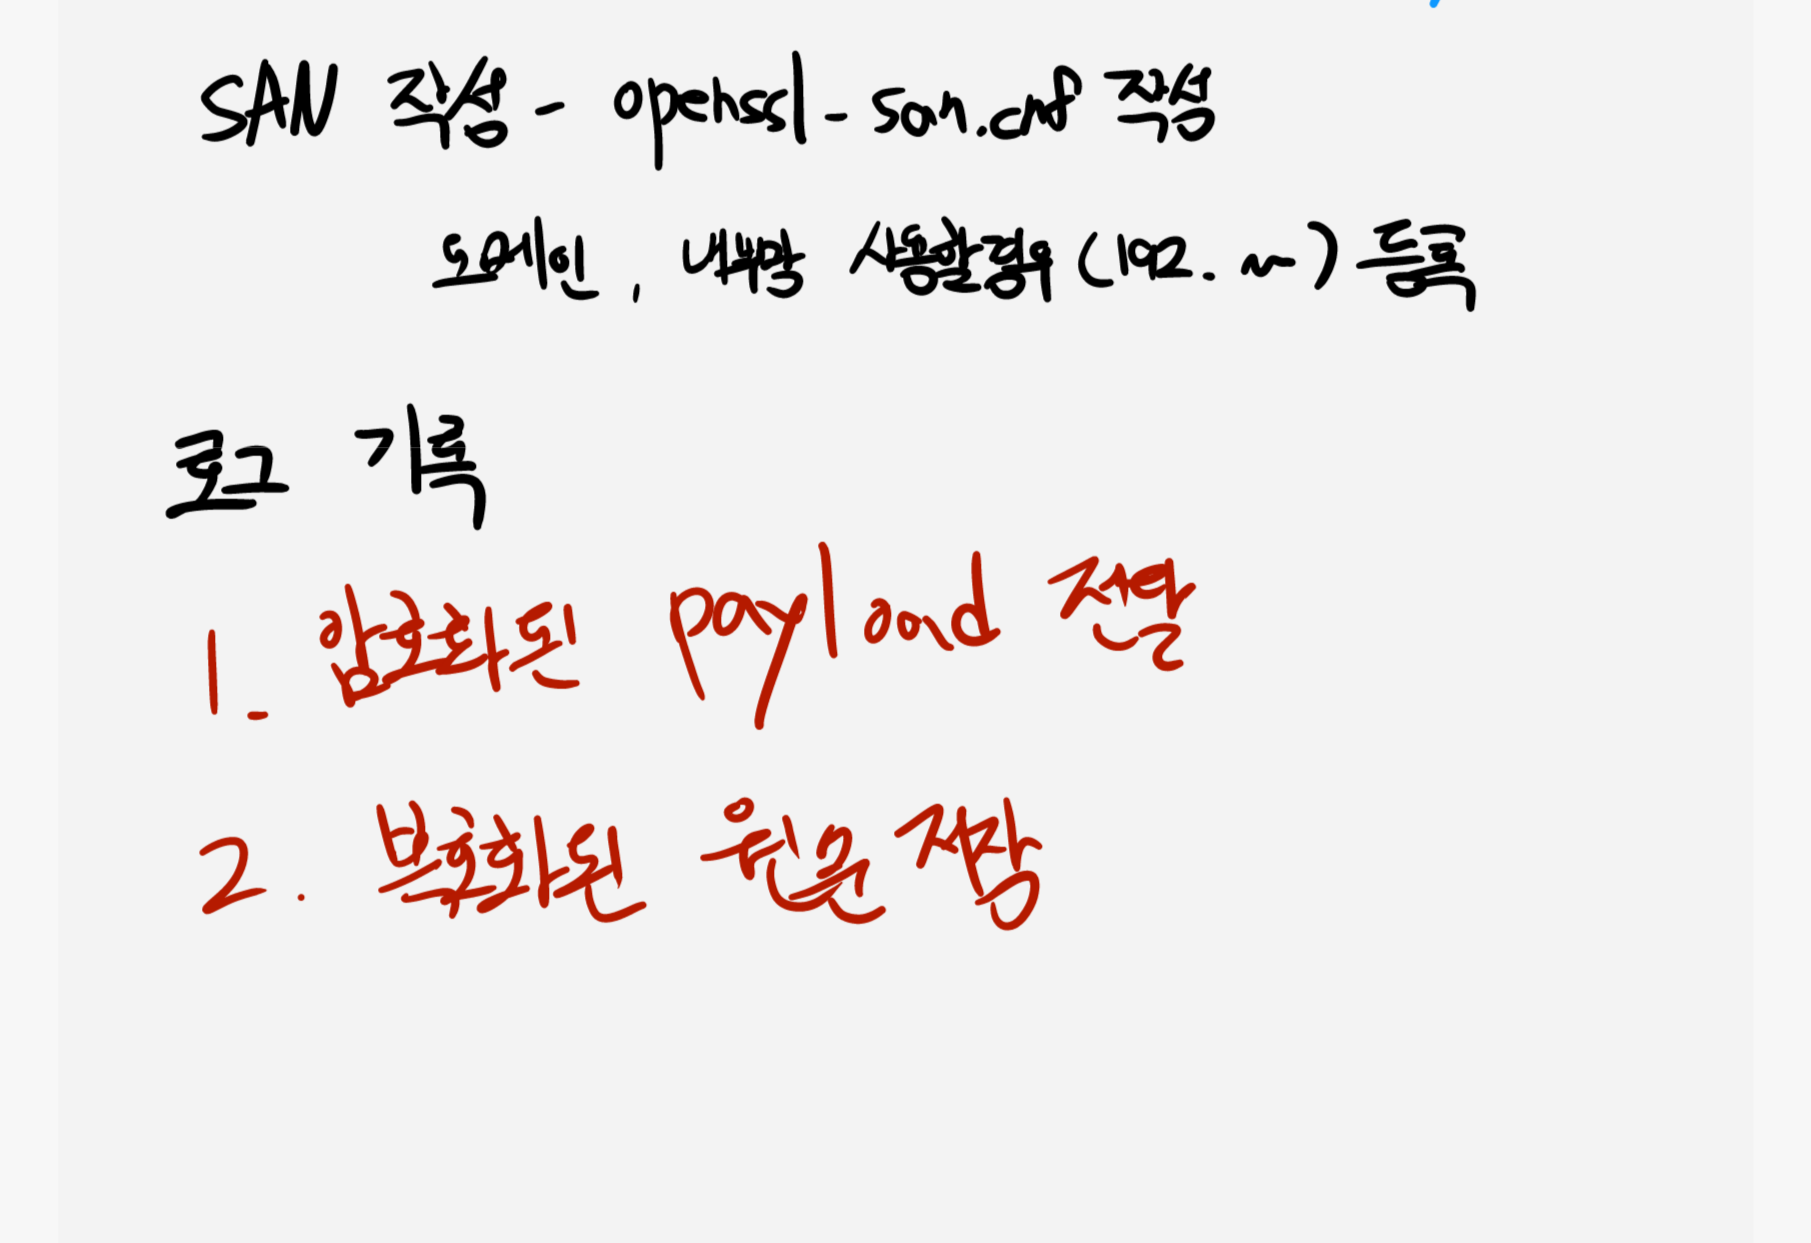 SAN 작성 - openssl-san.cnf 작성
도메인, 내부망 사용할 경우 (192. ~) 등록
로그 기록
1. 암호화된 payload 전달
2. 복호화된 원문 저장